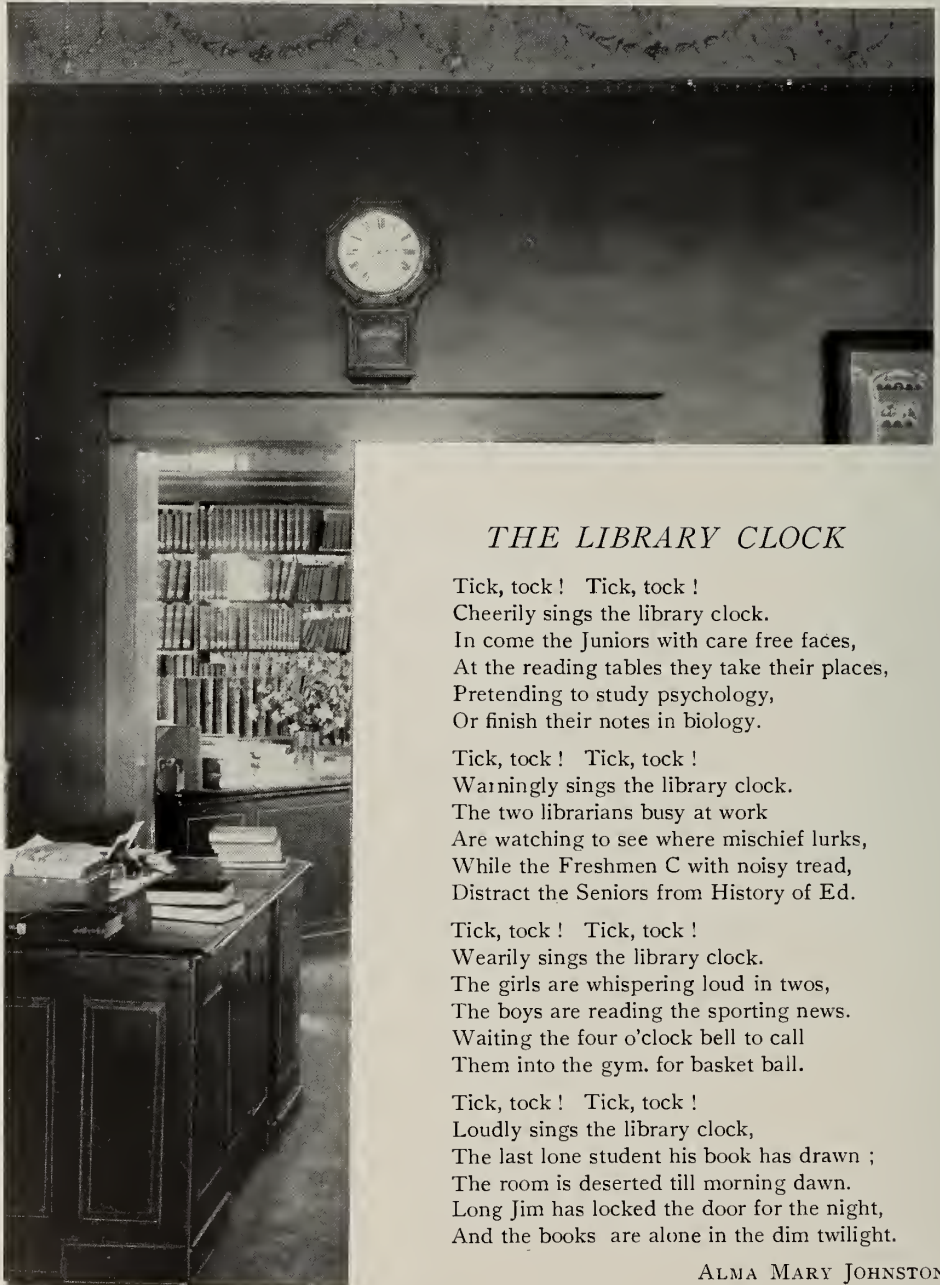 THE LIBRARY CLOCK
Tick, tock ! Tick, tock !
Cheerily sings the library clock.
In come the Juniors with care free faces,
At the reading tables they take their places,
Pretending to study psychology,
Or finish their notes in biology.
Tick, tock ! Tick, tock !
Warningly sings the library clock.
The two librarians busy at work
Are watching to see where mischief lurks,
While the Freshmen C with noisy tread,
Distract the Seniors from History of Ed.
Tick, tock ! Tick, tock !
Wearily sings the library clock.
The girls are whispering loud in twos,
The boys are reading the sporting news.
Waiting the four o'clock bell to call
Them into the gym. for basket ball.
Tick, tock ! Tick, tock !
Loudly sings the library clock,
The last lone student his book has drawn ;
The room is deserted till morning dawn.
Long Jim has locked the door for the night,
And the books are alone in the dim twilight.
ALMA MARY JOHNSTON